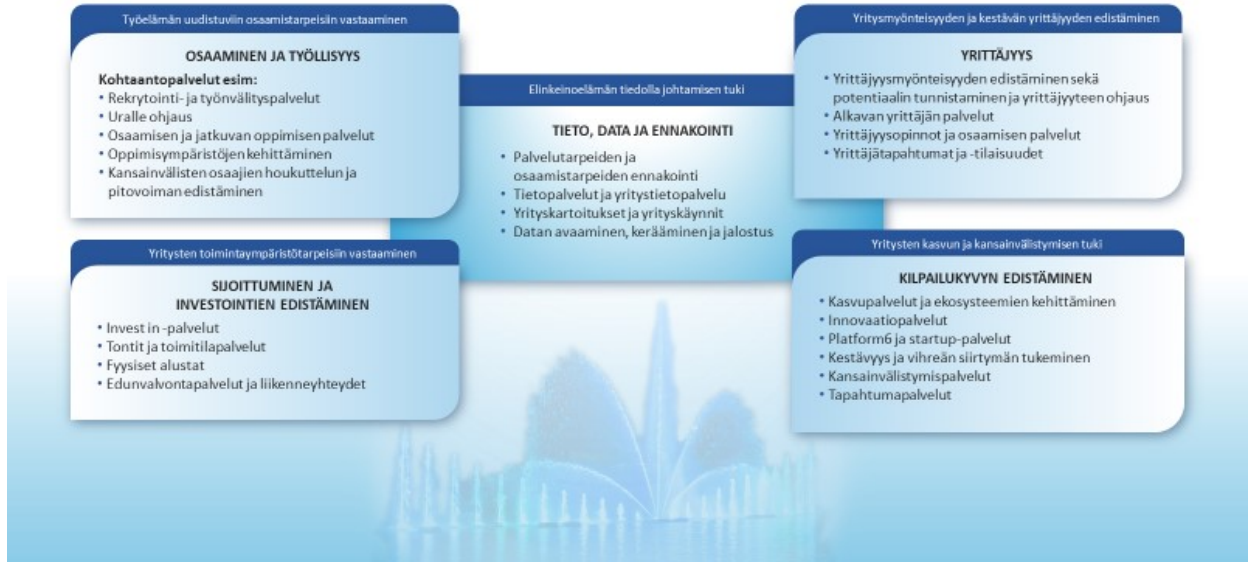 Työelämän uudistuviin osaamistarpeisiin vastaaminen
OSAAMINEN JA TYÖLLISYYS
Kohtaantopalvelut esim:
• Rekrytointi- ja työnvälityspalvelut
• Uralle ohjaus
• Osaamisen ja jatkuvan oppimisen palvelut
• Oppimisympäristöjen kehittäminen
• Kansainvälisten osaajien houkuttelun ja
pitovoiman edistäminen
Elinkeinoelämän tiedolla johtamisen tuki
TIETO, DATA JA ENNAKOINTI
• Palvelutarpeiden ja
osaamistarpeiden ennakointi
• Tietopalvelut ja yritystietopalvelu
• Yrityskartoitukset ja yrityskäynnit
• Datan avaaminen, kerääminen ja jalostus
Yritysmyönteisyyden ja kestävän yrittäjyyden edistäminen
YRITTÄJYYS
• Yrittäjyysmyönteisyyden edistäminen sekä
potentiaalin tunnistaminen ja yrittäjyyteen ohjaus
• Alkavan yrittäjän palvelut
• Yrittäjyysopinnot ja osaamisen palvelut
• Yrittäjätapahtumat ja -tilaisuudet
Yritysten toimintaympäristötarpeisiin vastaaminen
SIJOITTUMINEN JA
INVESTOINTIEN EDISTÄMINEN
• Invest in -palvelut
• Tontit ja toimitilapalvelut
• Fyysiset alustat
• Edunvalvontapalvelut ja liikenneyhteydet
Yritysten kasvun ja kansainvälistymisen tuki
KILPAILUKYVYN EDISTÄMINEN
• Kasvupalvelut ja ekosysteemien kehittäminen
• Innovaatiopalvelut
• Platform6 ja startup-palvelut
• Kestävyys ja vihreän siirtymän tukeminen
• Kansainvälistymispalvelut
• Tapahtumapalvelut